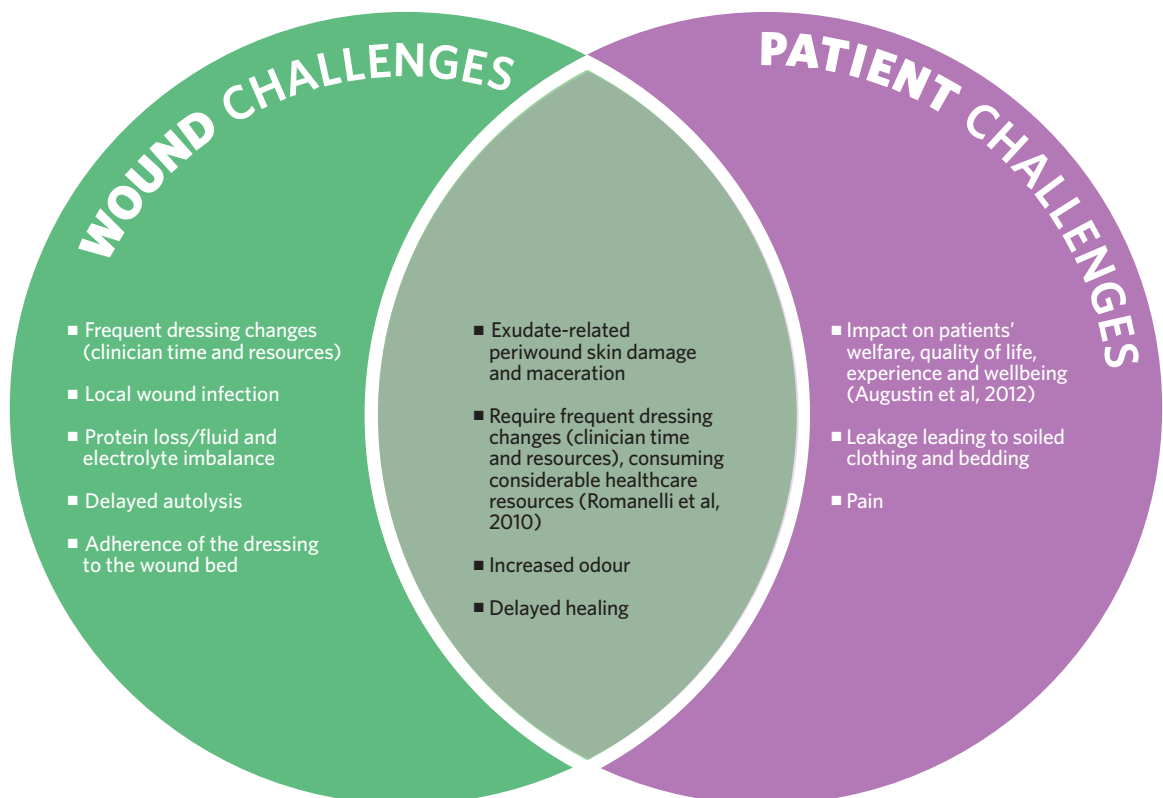 WOUND CHALLENGES
■ Frequent dressing changes
(clinician time and resources)
■ Local wound infection
■ Protein loss/fluid and
electrolyte imbalance
■ Delayed autolysis
■ Adherence of the dressing
to the wound bed
■ Exudate-related
periwound skin damage
and maceration
■ Require frequent dressing
changes (clinician time
and resources), consuming
considerable healthcare
resources (Romanelli et al,
2010)
■ Increased odour
■ Delayed healing
PATIENT CHALLENGES
■ Impact on patients’
welfare, quality of life,
experience and wellbeing
(Augustin et al, 2012)
■ Leakage leading to soiled
clothing and bedding
■ Pain